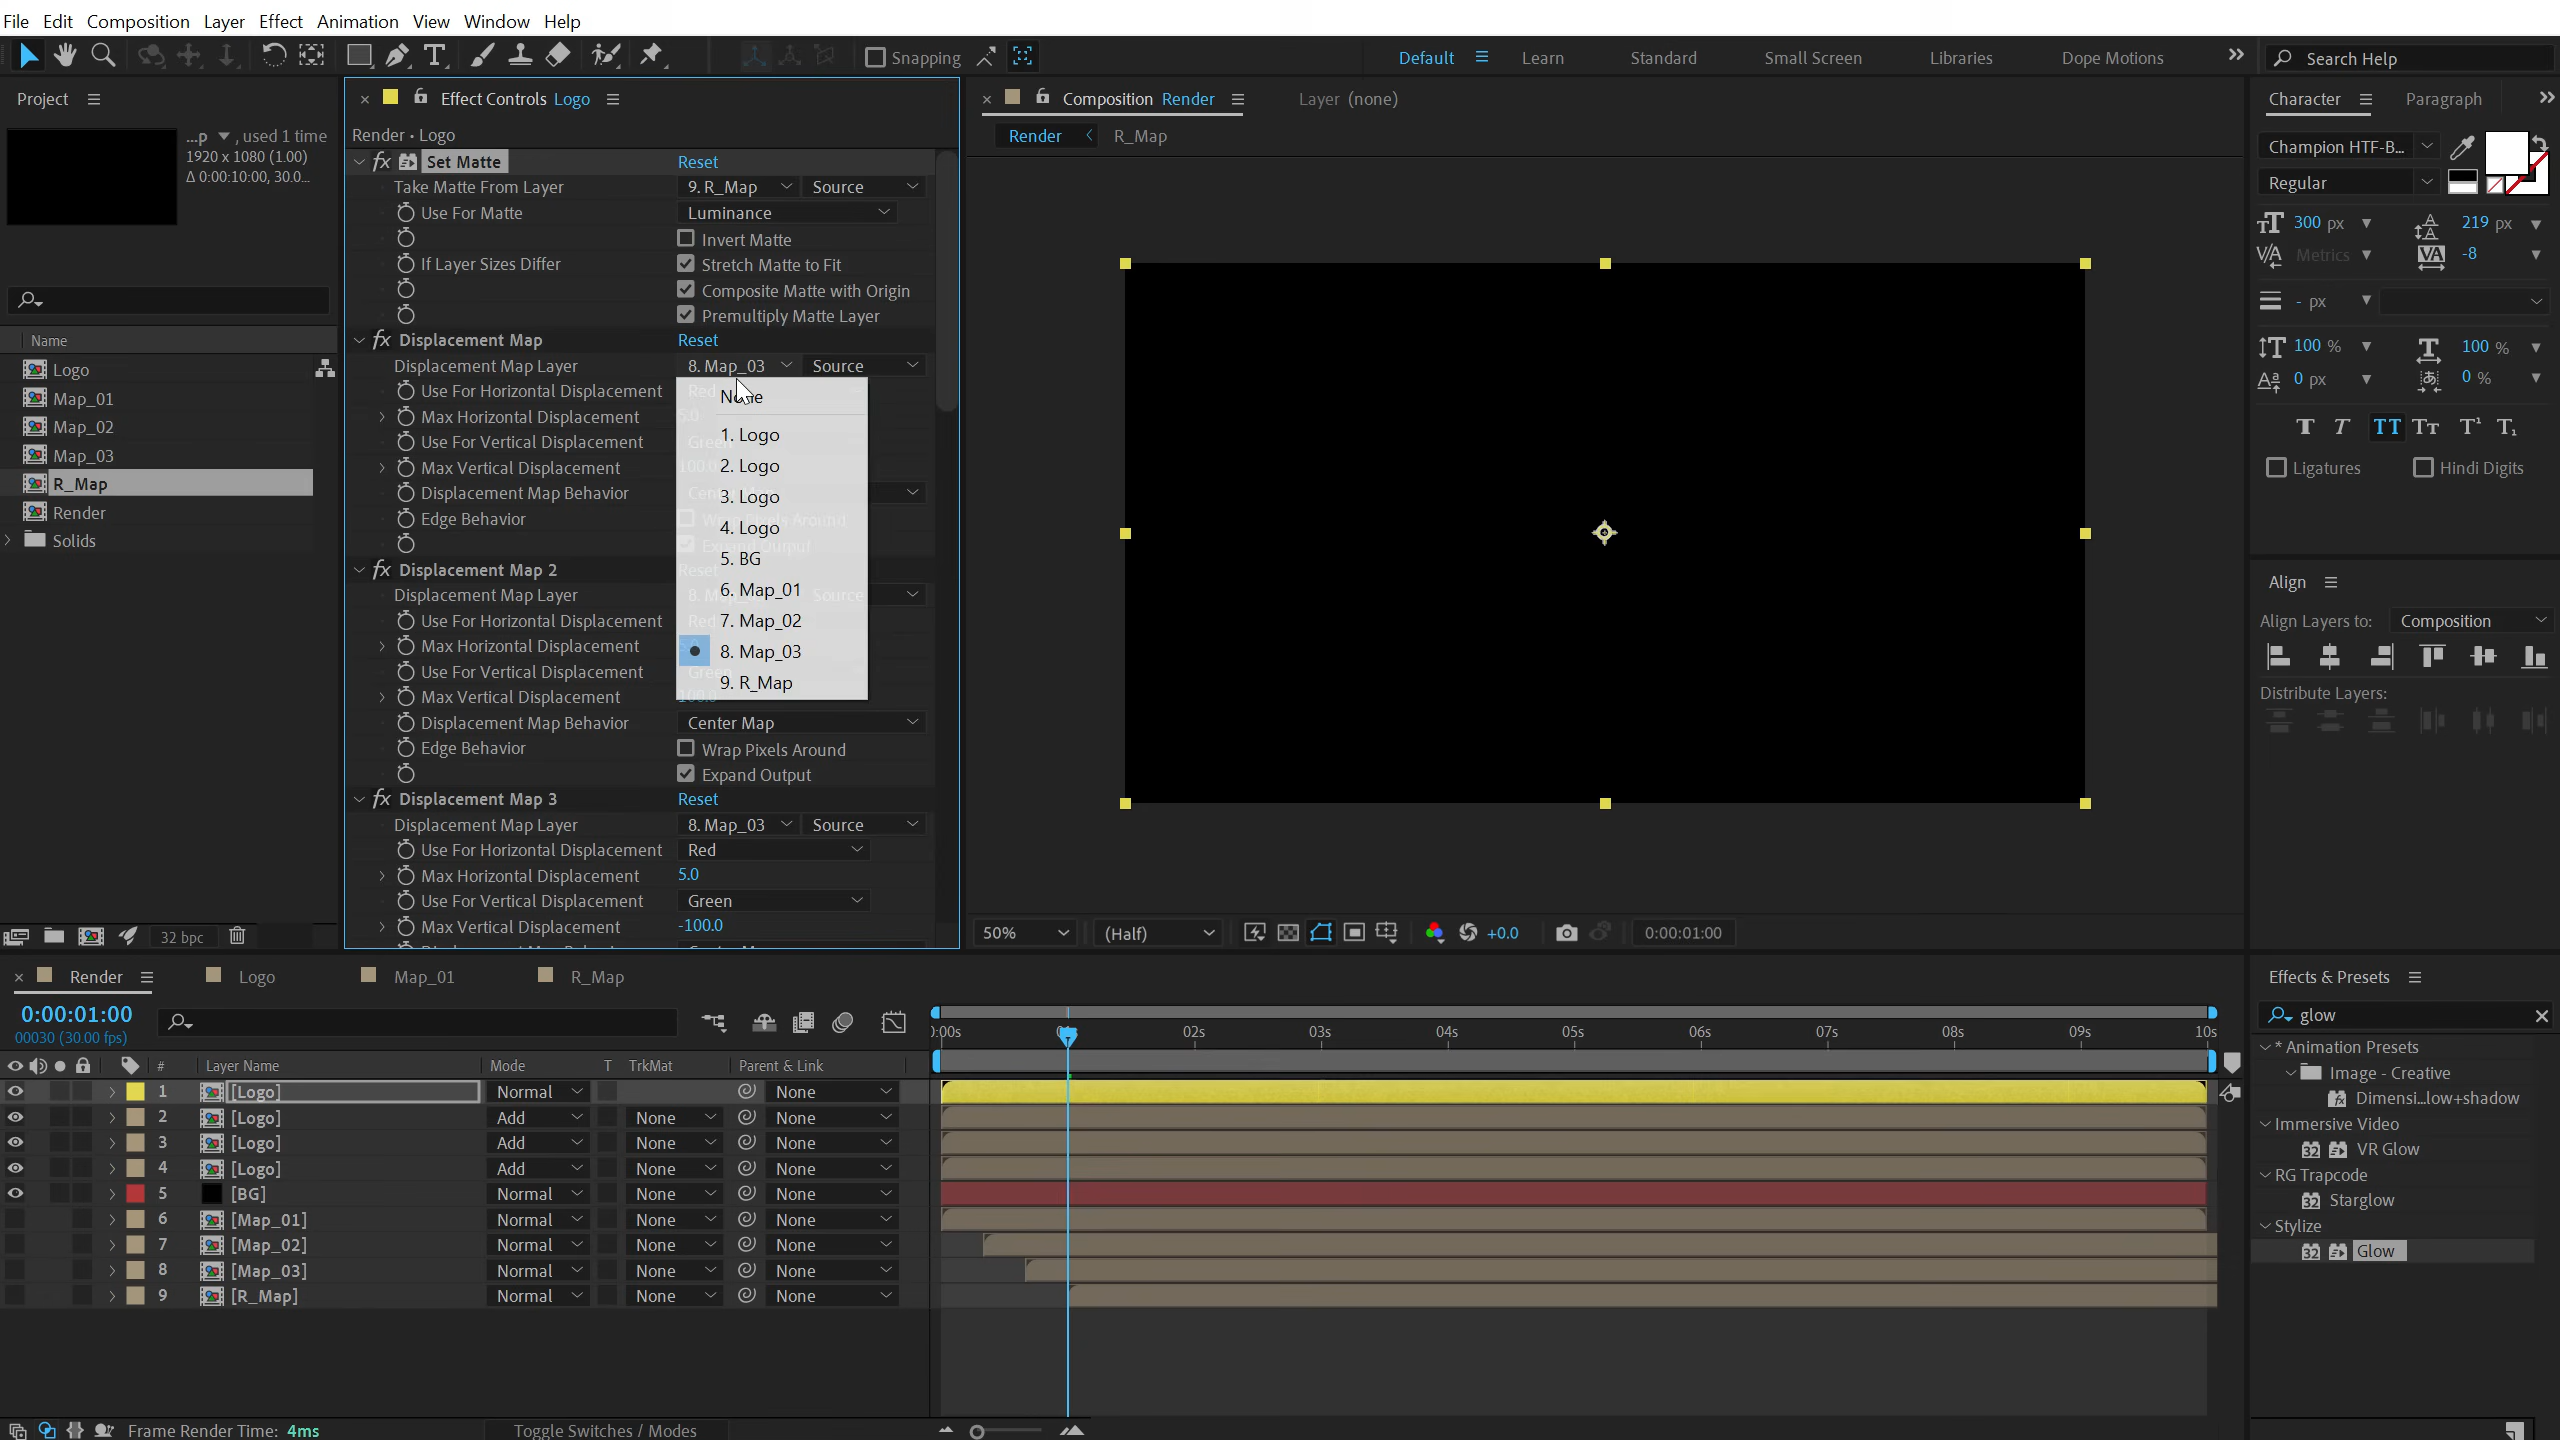 File Edit Composition Layer Effect Animation View Window Help
Snapping
Default Learn Standard Small Screen Libraries Dope Motions Search Help
Project
...p , used 1 time
1920 x 1080 (1.00)
Δ 0:00:10:00, 30.0...
Name
Logo
Map_01
Map_02
Map_03
R_Map
Render
Solids
32 bpc
Effect Controls Logo
Render • Logo
fx Set Matte Reset
Take Matte From Layer 9. R_Map Source
Use For Matte Luminance
Invert Matte
If Layer Sizes Differ Stretch Matte to Fit
Composite Matte with Origin
Premultiply Matte Layer
fx Displacement Map Reset
Displacement Map Layer 8. Map_03 Source
Use For Horizontal Displacement Red
Max Horizontal Displacement 5.0
Use For Vertical Displacement
Max Vertical Displacement
Displacement Map Behavior
Edge Behavior
fx Displacement Map 2
Displacement Map Layer Source
Use For Horizontal Displacement Red
Max Horizontal Displacement
Use For Vertical Displacement
Max Vertical Displacement 100.0
Displacement Map Behavior Center Map
Edge Behavior Wrap Pixels Around
Expand Output
fx Displacement Map 3 Reset
Displacement Map Layer 8. Map_03 Source
Use For Horizontal Displacement Red
Max Horizontal Displacement 5.0
Use For Vertical Displacement Green
Max Vertical Displacement -100.0
None
1. Logo
2. Logo
3. Logo
4. Logo
5. BG
6. Map_01
7. Map_02
8. Map_03
9. R_Map
Composition Render Layer (none)
Render R_Map
50% (Half) +0.0 0:00:01:00
Character Paragraph
Champion HTF-B...
Regular
300 px 219 px
Metrics -8
- px
100 % 100 %
0 px 0 %
T T TT Tт T¹ T₁
Ligatures Hindi Digits
Align
Align Layers to: Composition
Distribute Layers:
Render Logo Map_01 R_Map
0:00:01:00
00030 (30.00 fps)
# Layer Name Mode T TrkMat Parent & Link
1 [Logo] Normal None
2 [Logo] Add None None
3 [Logo] Add None None
4 [Logo] Add None None
5 [BG] Normal None None
6 [Map_01] Normal None None
7 [Map_02] Normal None None
8 [Map_03] Normal None None
9 [R_Map] Normal None None
Frame Render Time: 4ms Toggle Switches / Modes
):00s 02s 03s 04s 05s 06s 07s 08s 09s 10s
Effects & Presets
glow
* Animation Presets
Image - Creative
Dimensi...low+shadow
Immersive Video
32 VR Glow
RG Trapcode
32 Starglow
Stylize
32 Glow